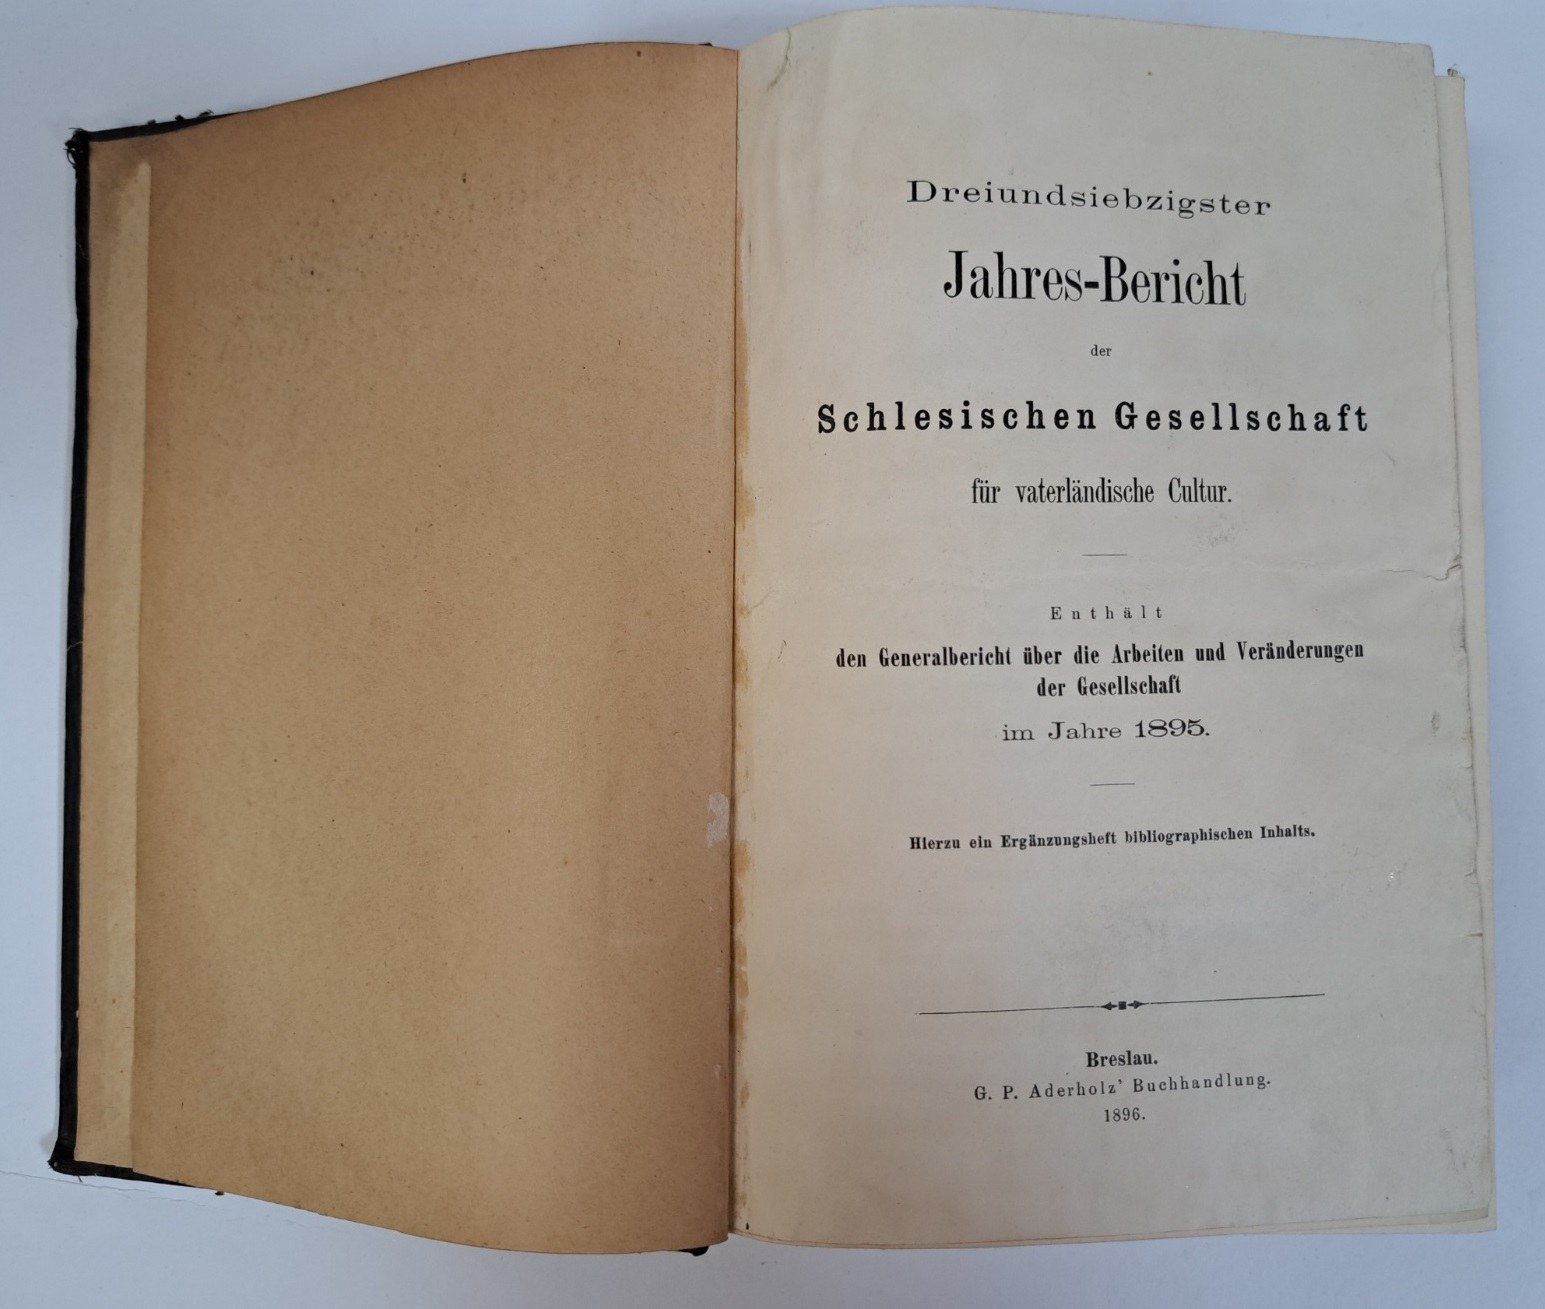 Dreiundsiebzigster
Jahres-Bericht
der
Schlesischen Gesellschaft
für vaterländische Cultur.
Enthält
den Generalbericht über die Arbeiten und Veränderungen
der Gesellschaft
im Jahre 1895.
Hierzu ein Ergänzungsheft bibliographischen Inhalts.
Breslau.
G. P. Aderholz' Buchhandlung.
1896.